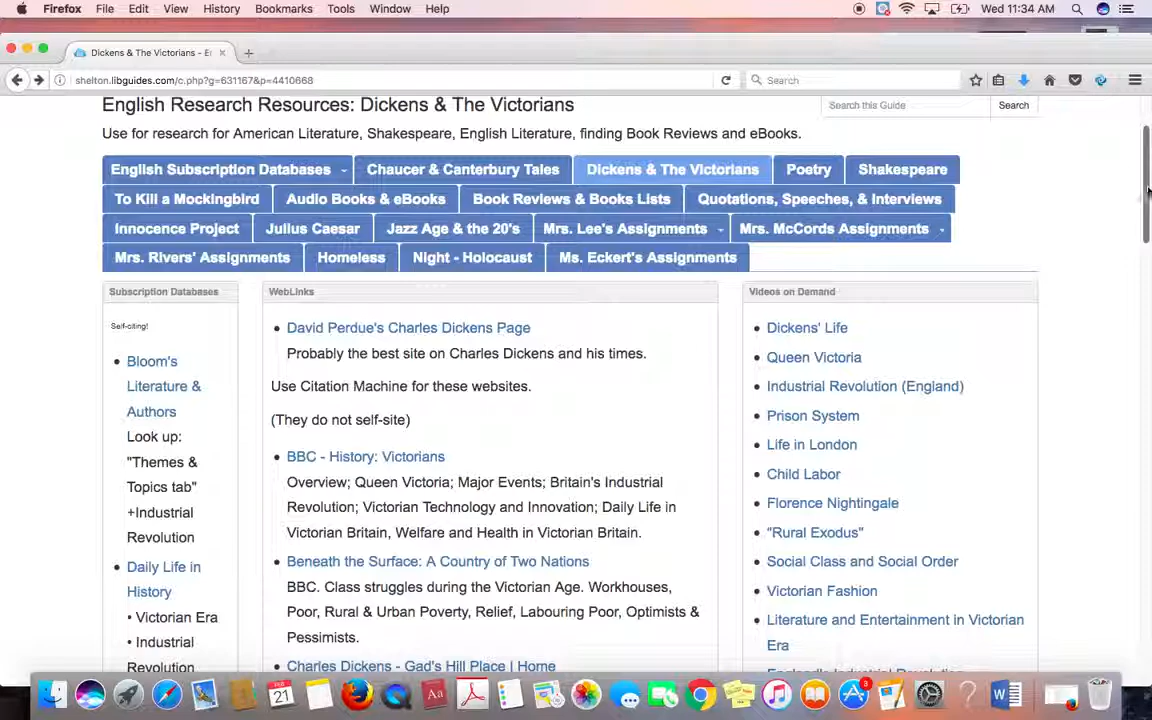 Firefox File Edit View History Bookmarks Tools Window Help Wed 11:34 AM
Dickens & The Victorians - E
shelton.libguides.com/c.php?g=631167&p=4410668 Search
English Research Resources: Dickens & The Victorians
Search this Guide Search
Use for research for American Literature, Shakespeare, English Literature, finding Book Reviews and eBooks.
English Subscription Databases Chaucer & Canterbury Tales Dickens & The Victorians Poetry Shakespeare
To Kill a Mockingbird Audio Books & eBooks Book Reviews & Books Lists Quotations, Speeches, & Interviews
Innocence Project Julius Caesar Jazz Age & the 20's Mrs. Lee's Assignments Mrs. McCords Assignments
Mrs. Rivers' Assignments Homeless Night - Holocaust Ms. Eckert's Assignments
Subscription Databases
Self-citing!
• Bloom's
Literature &
Authors
Look up:
"Themes &
Topics tab"
+Industrial
Revolution
• Daily Life in
History
• Victorian Era
• Industrial
Revolution
WebLinks
• David Perdue's Charles Dickens Page
Probably the best site on Charles Dickens and his times.
Use Citation Machine for these websites.
(They do not self-site)
• BBC - History: Victorians
Overview; Queen Victoria; Major Events; Britain's Industrial
Revolution; Victorian Technology and Innovation; Daily Life in
Victorian Britain, Welfare and Health in Victorian Britain.
• Beneath the Surface: A Country of Two Nations
BBC. Class struggles during the Victorian Age. Workhouses,
Poor, Rural & Urban Poverty, Relief, Labouring Poor, Optimists &
Pessimists.
• Charles Dickens - Gad's Hill Place | Home
Videos on Demand
• Dickens' Life
• Queen Victoria
• Industrial Revolution (England)
• Prison System
• Life in London
• Child Labor
• Florence Nightingale
• "Rural Exodus"
• Social Class and Social Order
• Victorian Fashion
• Literature and Entertainment in Victorian
Era
FEB
21
Aa
3
W